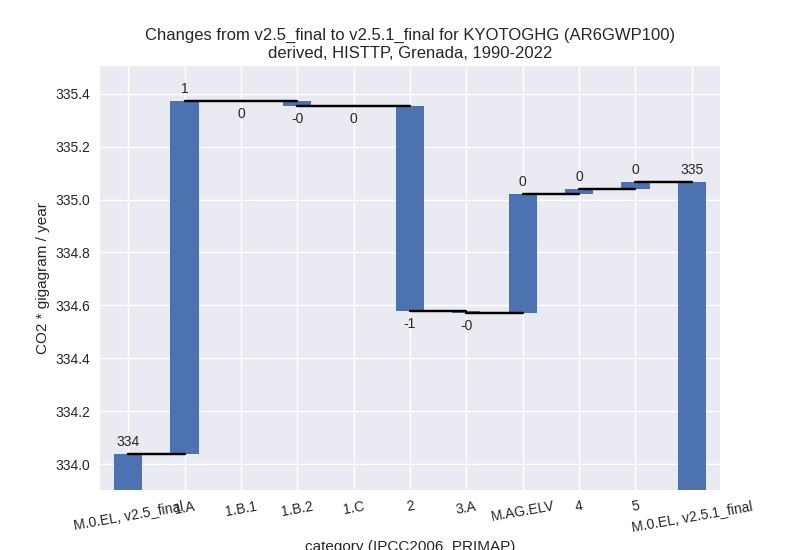 Changes from v2.5_final to v2.5.1_final for KYOTOGHG (AR6GWP100)
derived, HISTTP, Grenada, 1990-2022
CO2 * gigagram / year
335.4
335.2
335.0
334.8
334.6
334.4
334.2
334.0
334
1
0
-0
0
-1
-0
0
0
0
335
M.0.EL, v2.5_final
1.A
1.B.1
1.B.2
1.C
2
3.A
M.AG.ELV
4
5
M.0.EL, v2.5.1_final
category (IPCC2006_PRIMAP)